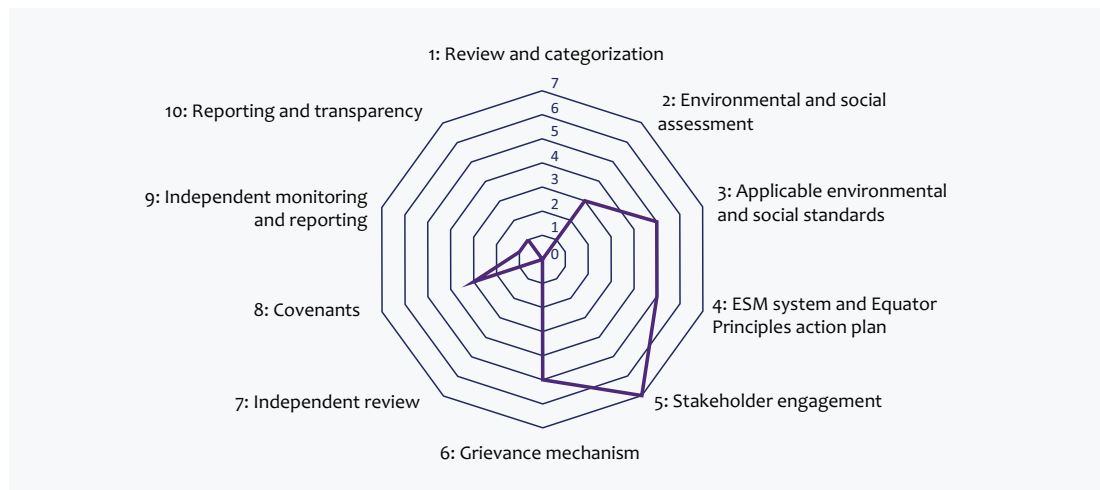 1: Review and categorization
7
2: Environmental and social
assessment
10: Reporting and transparency
6
5
4
3
2
1
0
3: Applicable environmental
and social standards
9: Independent monitoring
and reporting
8: Covenants
4: ESM system and Equator
Principles action plan
7: Independent review
5: Stakeholder engagement
6: Grievance mechanism